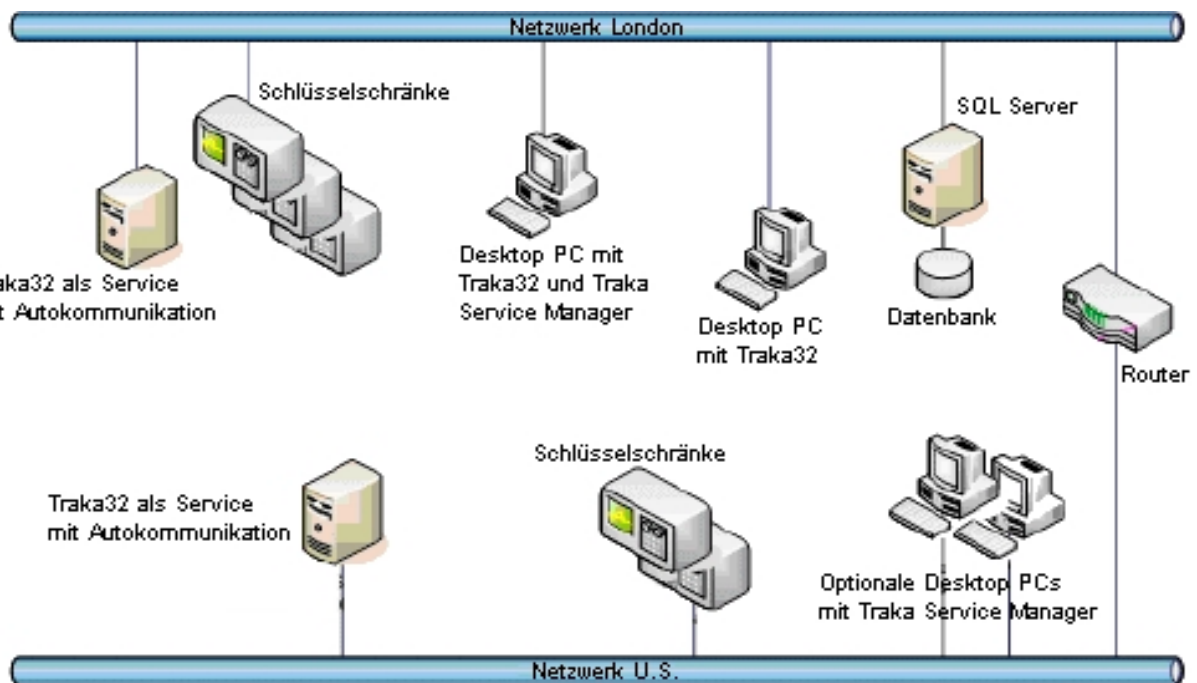 Netzwerk London
Schlüsselschränke
SQL Server
aka32 als Service
t Autokommunikation
Desktop PC mit
Traka32 und Traka
Service Manager
Desktop PC
mit Traka32
Datenbank
Router
Traka32 als Service
mit Autokommunikation
Schlüsselschränke
Optionale Desktop PCs
mit Traka Service Manager
Netzwerk U.S.